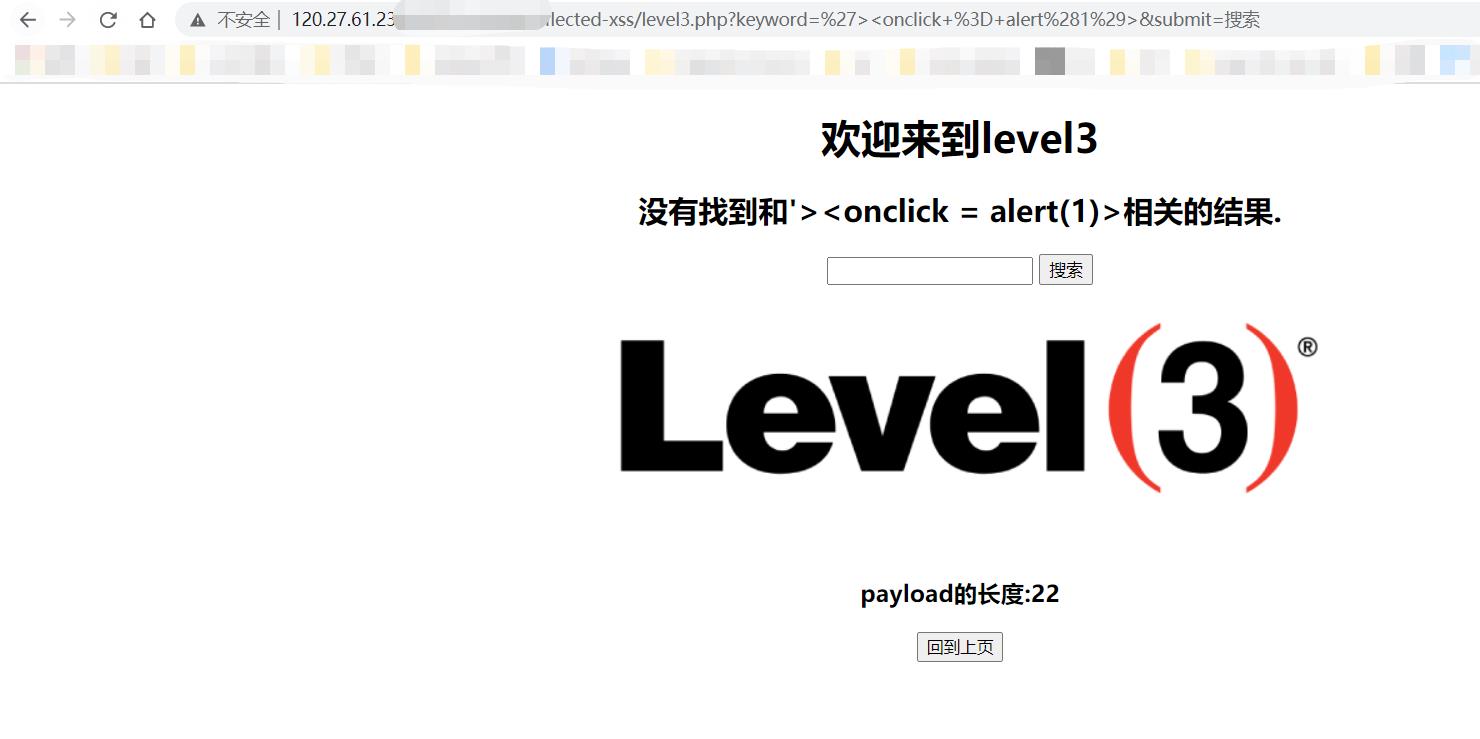 不安全 | 120.27.61.23 lected-xss/level3.php?keyword=%27><onclick+%3D+alert%281%29>&submit=搜索
欢迎来到level3
没有找到和'><onclick = alert(1)>相关的结果.
搜索
Level(3)®
payload的长度:22
回到上页